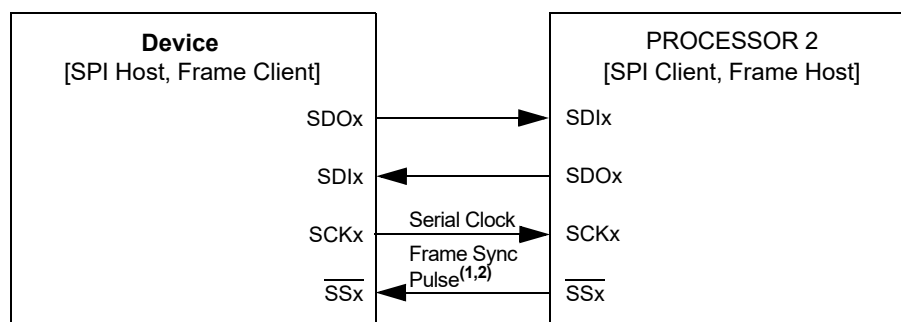 Device
[SPI Host, Frame Client]
PROCESSOR 2
[SPI Client, Frame Host]
SDOx
SDIx
SDIx
SDOx
SCKx
Serial Clock
SCKx
Frame Sync
Pulse(1,2)
SSx
SSx